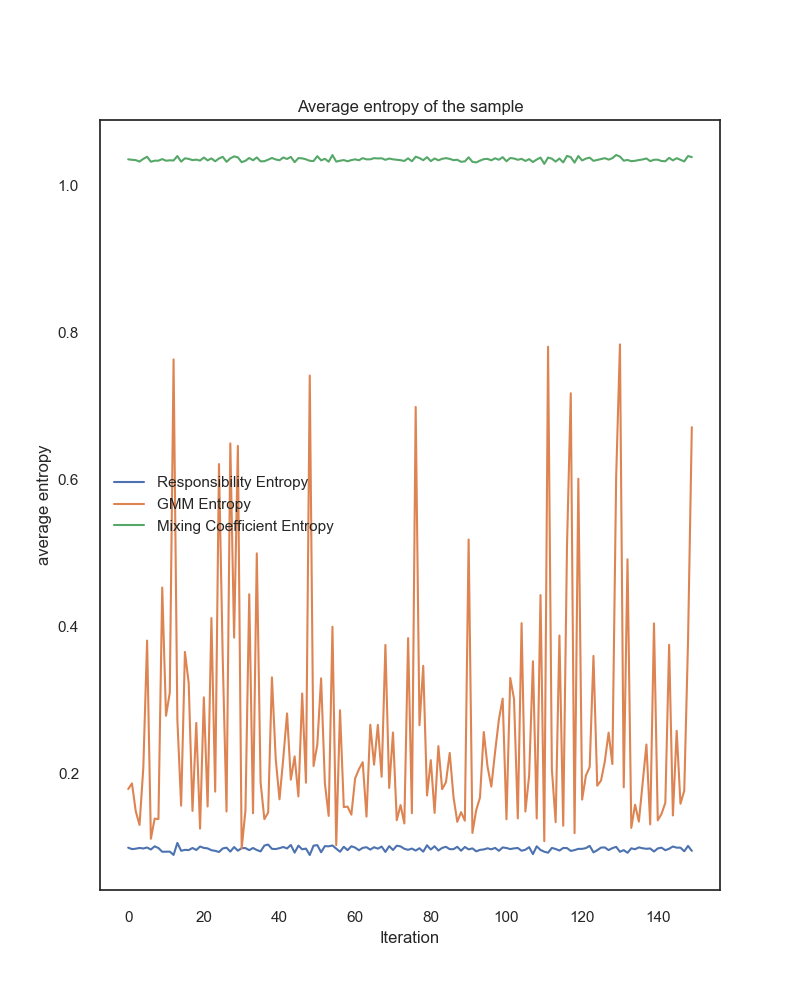 Average entropy of the sample
1.0
0.8
0.6
0.4
0.2
average entropy
Responsibility Entropy
GMM Entropy
Mixing Coefficient Entropy
0 20 40 60 80 100 120 140
Iteration